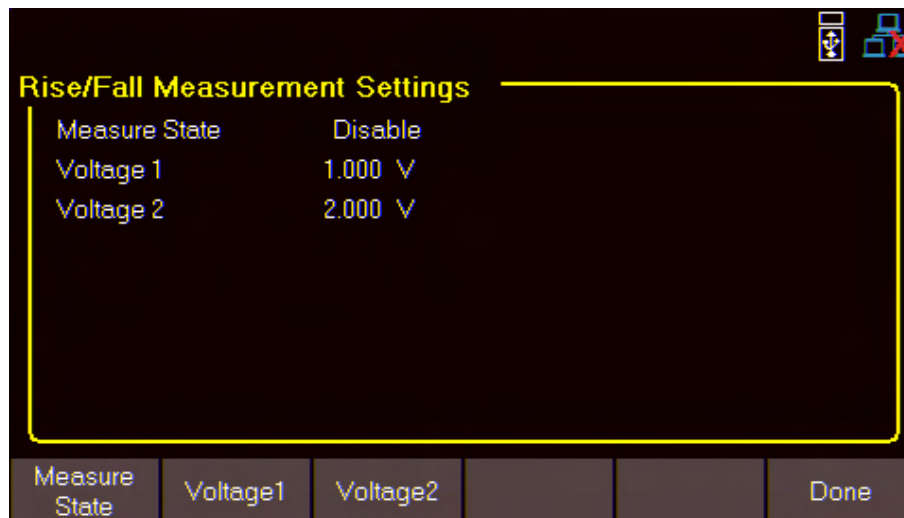 Rise/Fall Measurement Settings
Measure State Disable
Voltage 1 1.000 V
Voltage 2 2.000 V
Measure State
Voltage1
Voltage2
Done